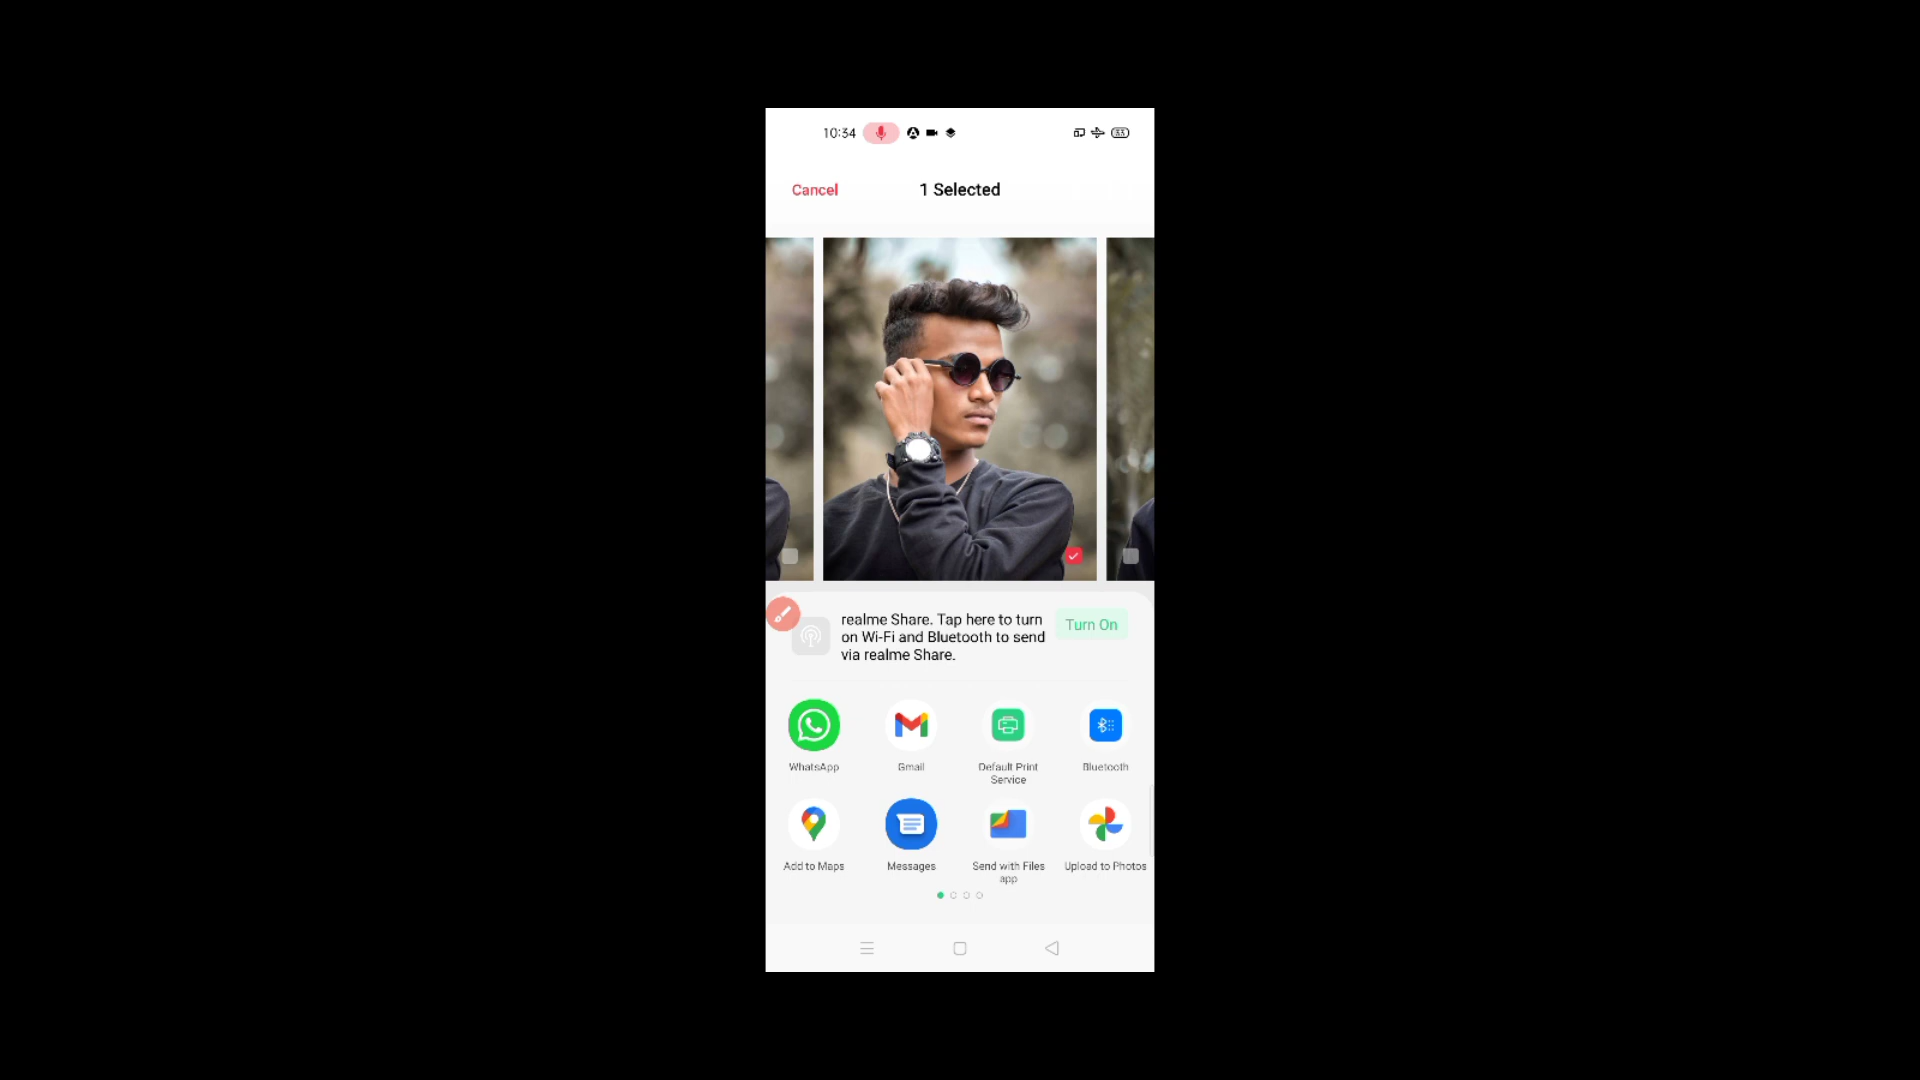 10:34
Cancel
1 Selected
realme Share. Tap here to turn
on Wi-Fi and Bluetooth to send
via realme Share.
Turn On
WhatsApp
Gmail
Default Print
Service
Bluetooth
Add to Maps
Messages
Send with Files
app
Upload to Photos